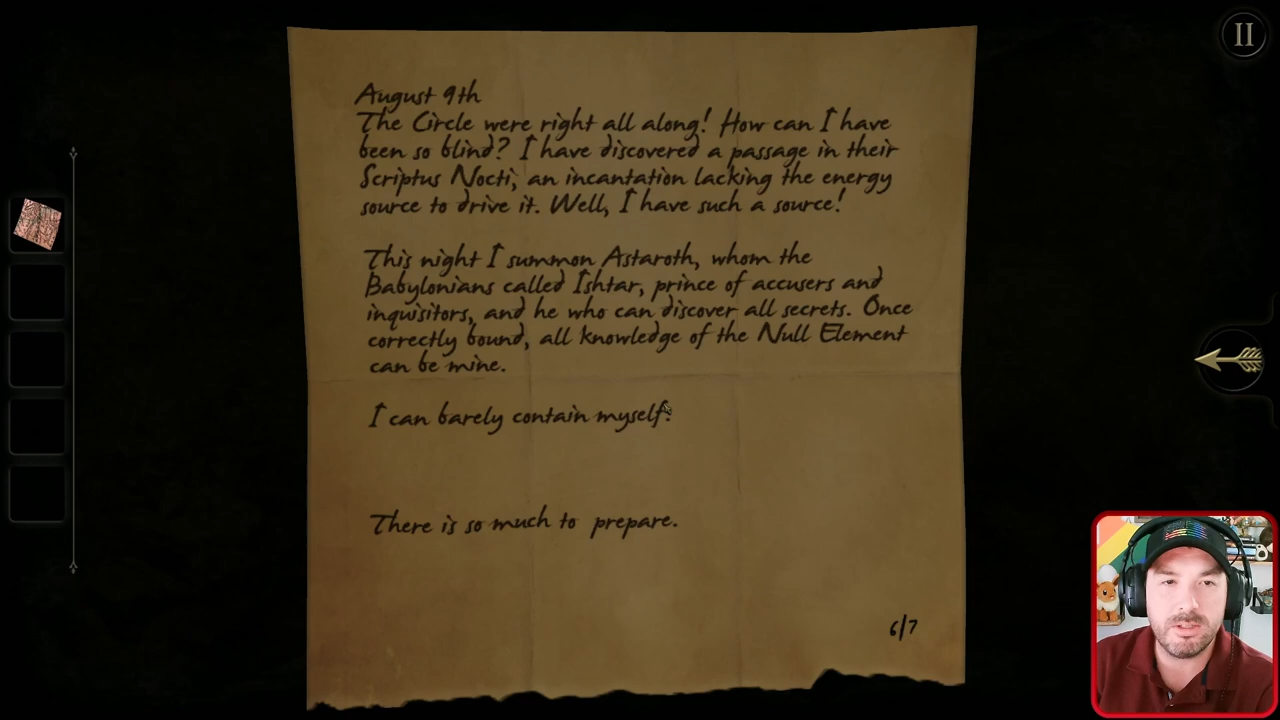 August 9th
The Circle were right all along! How can I have
been so blind? I have discovered a passage in their
Scriptus Nocti, an incantation lacking the energy
source to drive it. Well, I have such a source!
This night I summon Astaroth, whom the
Babylonians called Ishtar, prince of accusers and
inquisitors, and he who can discover all secrets. Once
correctly bound, all knowledge of the Null Element
can be mine.
I can barely contain myself.
There is so much to prepare.
6/7